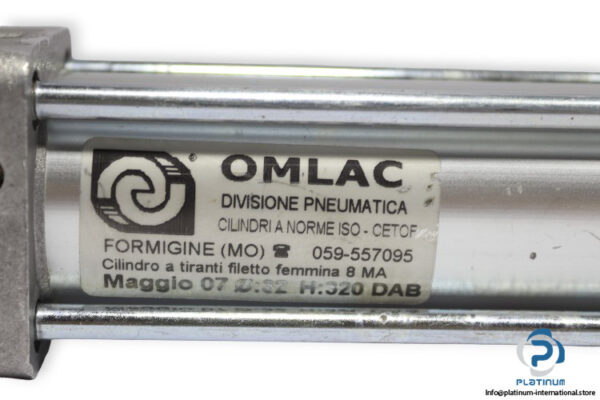 OMLAC
DIVISIONE PNEUMATICA
CILINDRI A NORME ISO - CETOP
FORMIGINE (MO) ☎ 059-557095
Cilindro a tiranti filetto femmina 8 MA
Maggio 07 Ø:32 H:320 DAB
PLATINUM
Info@platinum-international.store